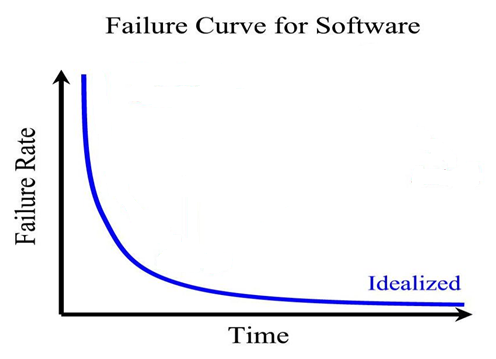 Failure Curve for Software
Failure Rate
Idealized
Time